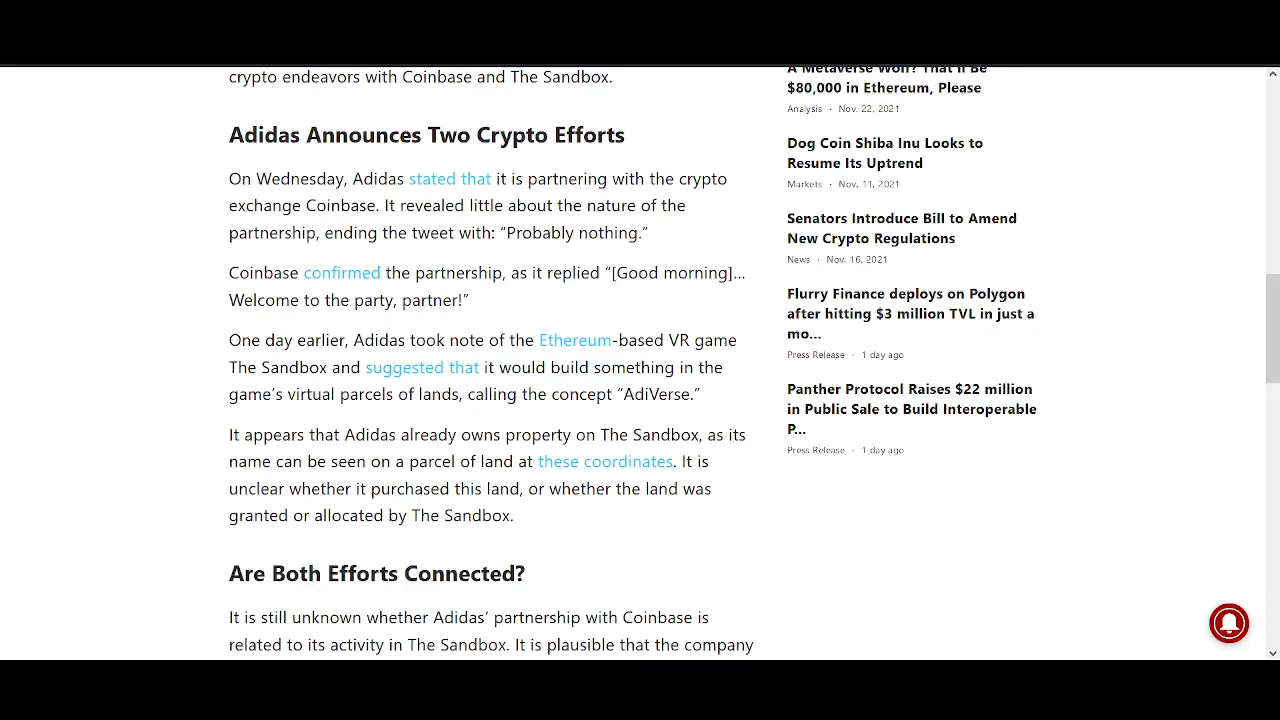 crypto endeavors with Coinbase and The Sandbox.
Adidas Announces Two Crypto Efforts
On Wednesday, Adidas stated that it is partnering with the crypto
exchange Coinbase. It revealed little about the nature of the
partnership, ending the tweet with: “Probably nothing.”
Coinbase confirmed the partnership, as it replied “[Good morning]…
Welcome to the party, partner!”
One day earlier, Adidas took note of the Ethereum-based VR game
The Sandbox and suggested that it would build something in the
game’s virtual parcels of lands, calling the concept “AdiVerse.”
It appears that Adidas already owns property on The Sandbox, as its
name can be seen on a parcel of land at these coordinates. It is
unclear whether it purchased this land, or whether the land was
granted or allocated by The Sandbox.
Are Both Efforts Connected?
It is still unknown whether Adidas’ partnership with Coinbase is
related to its activity in The Sandbox. It is plausible that the company
A Metaverse Wolf? That’ll Be
$80,000 in Ethereum, Please
Analysis · Nov. 22, 2021
Dog Coin Shiba Inu Looks to
Resume Its Uptrend
Markets · Nov. 11, 2021
Senators Introduce Bill to Amend
New Crypto Regulations
News · Nov. 16, 2021
Flurry Finance deploys on Polygon
after hitting $3 million TVL in just a
mo...
Press Release · 1 day ago
Panther Protocol Raises $22 million
in Public Sale to Build Interoperable
P...
Press Release · 1 day ago